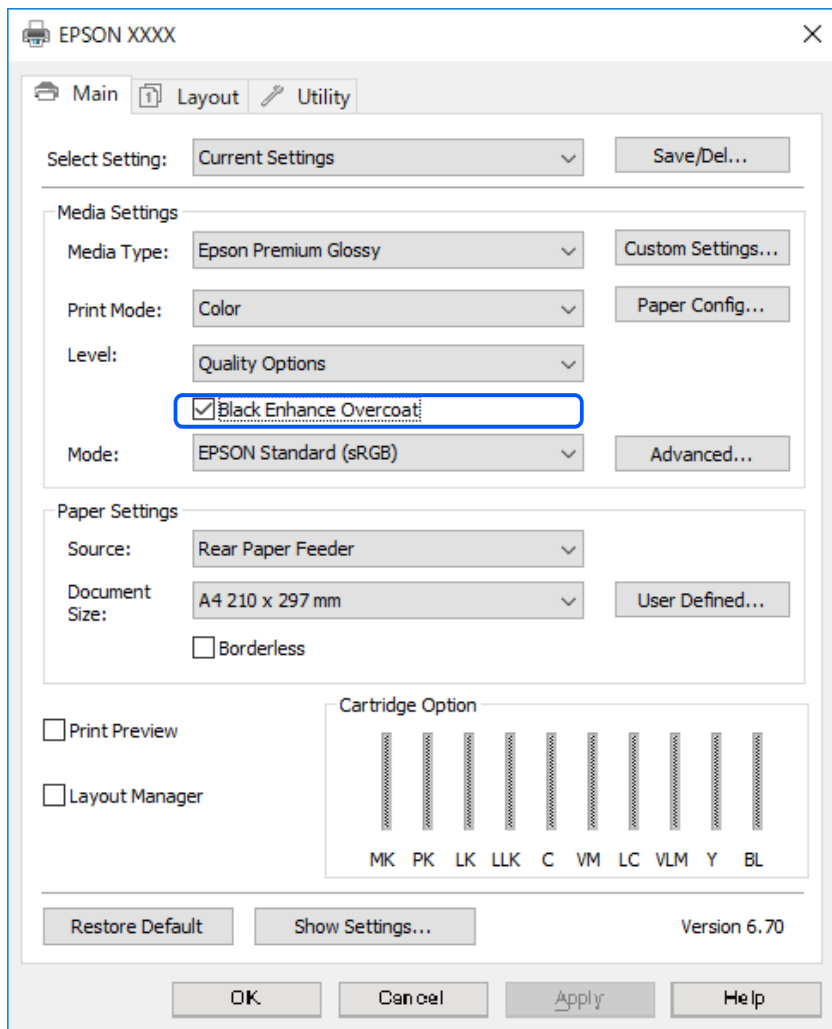 EPSON XXXX
Main Layout Utility
Select Setting: Current Settings Save/Del...
Media Settings
Media Type: Epson Premium Glossy Custom Settings...
Print Mode: Color Paper Config...
Level: Quality Options
Black Enhance Overcoat
Mode: EPSON Standard (sRGB) Advanced...
Paper Settings
Source: Rear Paper Feeder
Document
Size: A4 210 x 297 mm User Defined...
Borderless
Cartridge Option
Print Preview
Layout Manager
MK PK LK LLK C VM LC VLM Y BL
Restore Default Show Settings... Version 6.70
OK Cancel Apply Help